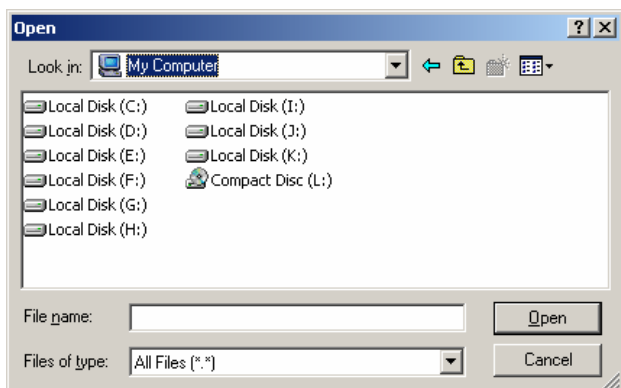 Open
Look in: My Computer
Local Disk (C:)
Local Disk (D:)
Local Disk (E:)
Local Disk (F:)
Local Disk (G:)
Local Disk (H:)
Local Disk (I:)
Local Disk (J:)
Local Disk (K:)
Compact Disc (L:)
File name:
Open
Files of type: All Files (*.*)
Cancel